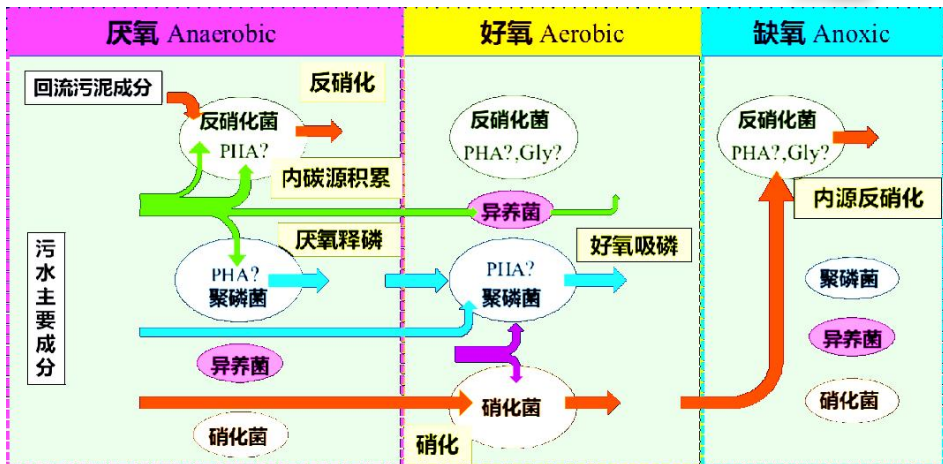 厌氧 Anaerobic
好氧 Aerobic
缺氧 Anoxic
回流污泥成分
反硝化
反硝化菌
PHA?
内碳源积累
厌氧释磷
PHA?
聚磷菌
异养菌
硝化菌
污水主要成分
反硝化菌
PHA?,Gly?
异养菌
好氧吸磷
PHA?
聚磷菌
硝化菌
硝化
反硝化菌
PHA?,Gly?
内源反硝化
聚磷菌
异养菌
硝化菌